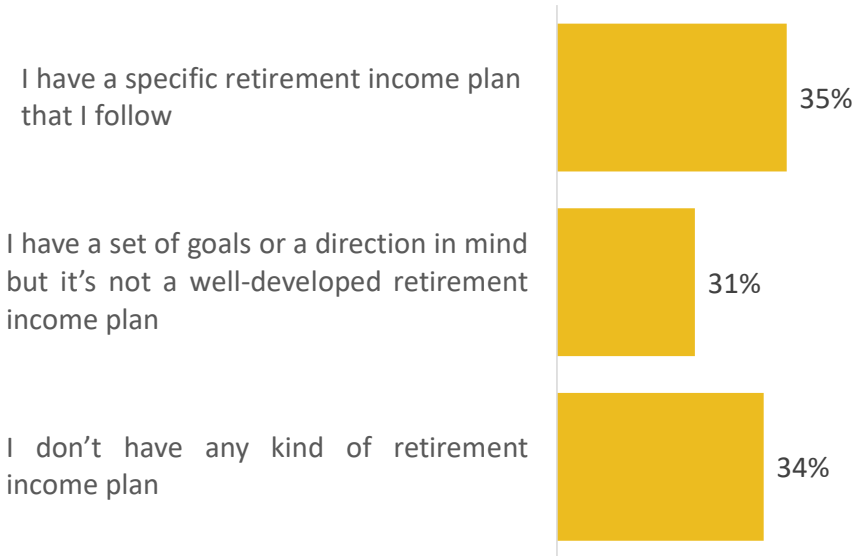 I have a specific retirement income plan
that I follow
35%
I have a set of goals or a direction in mind
but it’s not a well-developed retirement
income plan
31%
I don’t have any kind of retirement
income plan
34%